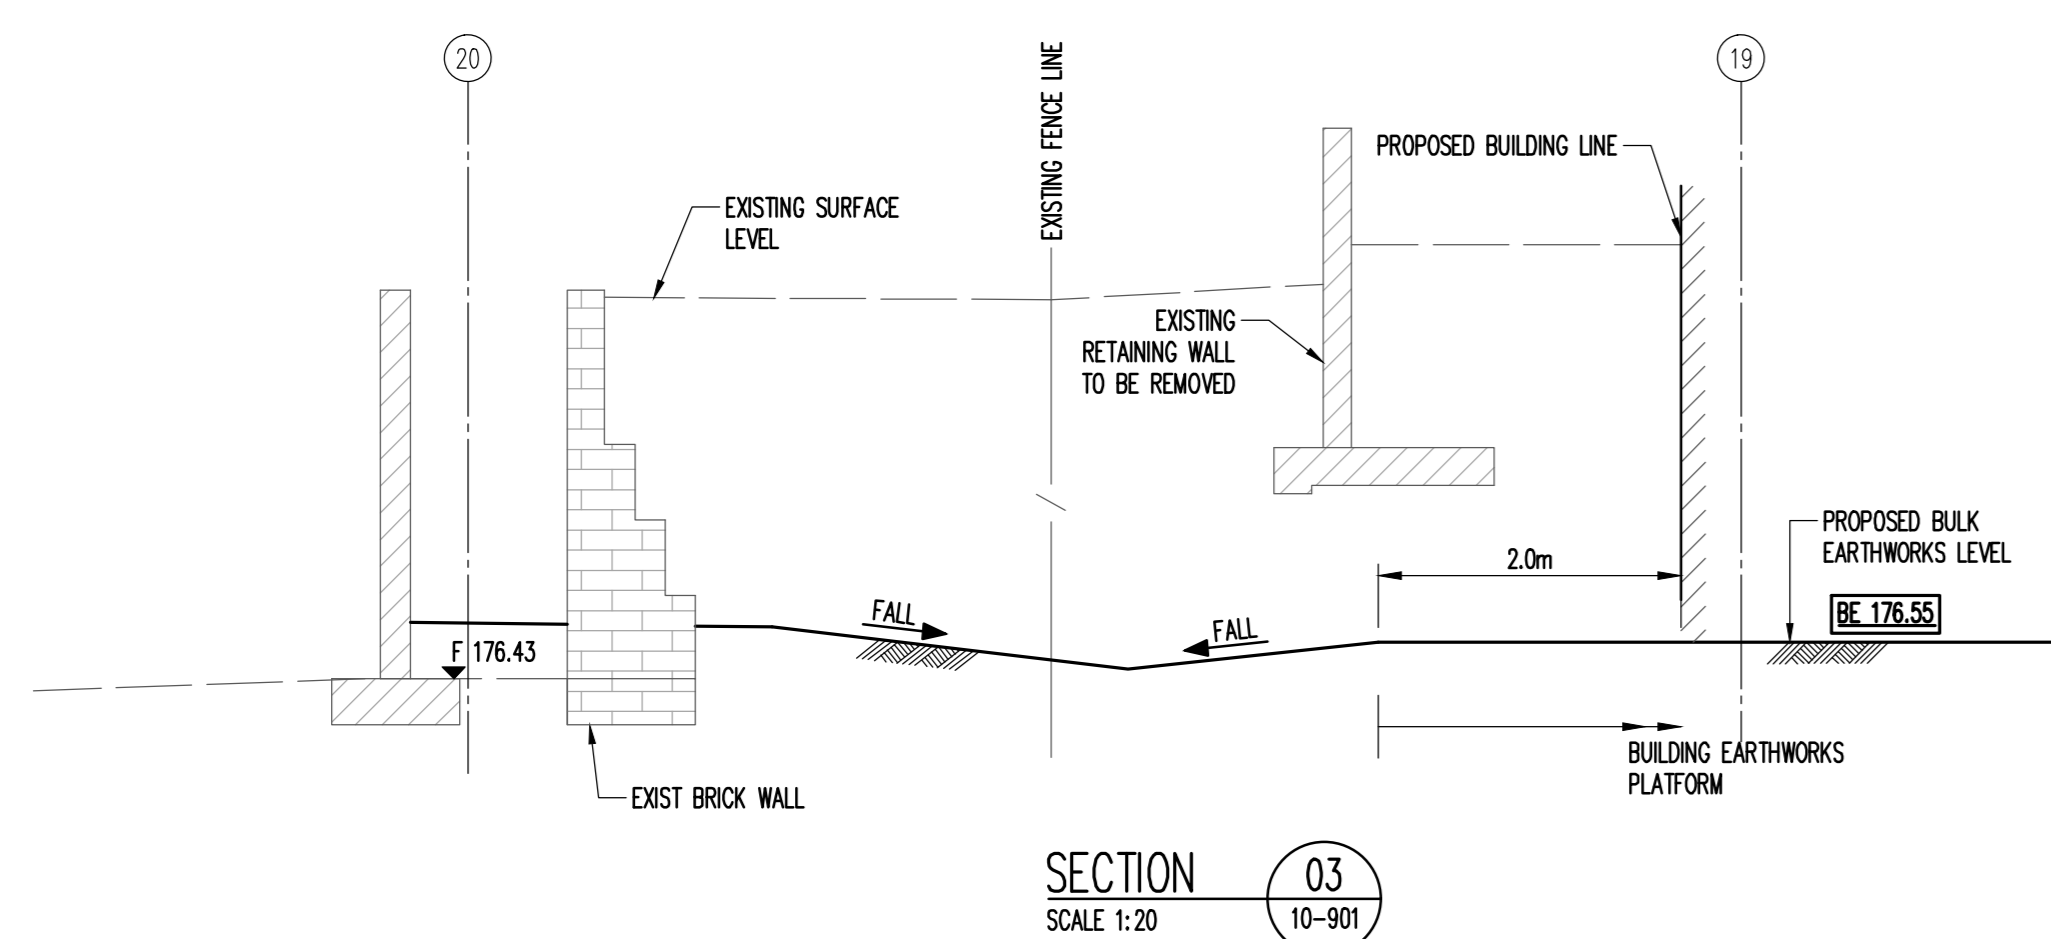 20
EXISTING FENCE LINE
19
PROPOSED BUILDING LINE
EXISTING SURFACE
LEVEL
EXISTING
RETAINING WALL
TO BE REMOVED
PROPOSED BULK
EARTHWORKS LEVEL
2.0m
BE 176.55
FALL
FALL
F 176.43
BUILDING EARTHWORKS
PLATFORM
EXIST BRICK WALL
SECTION
03
SCALE 1:20
10-901